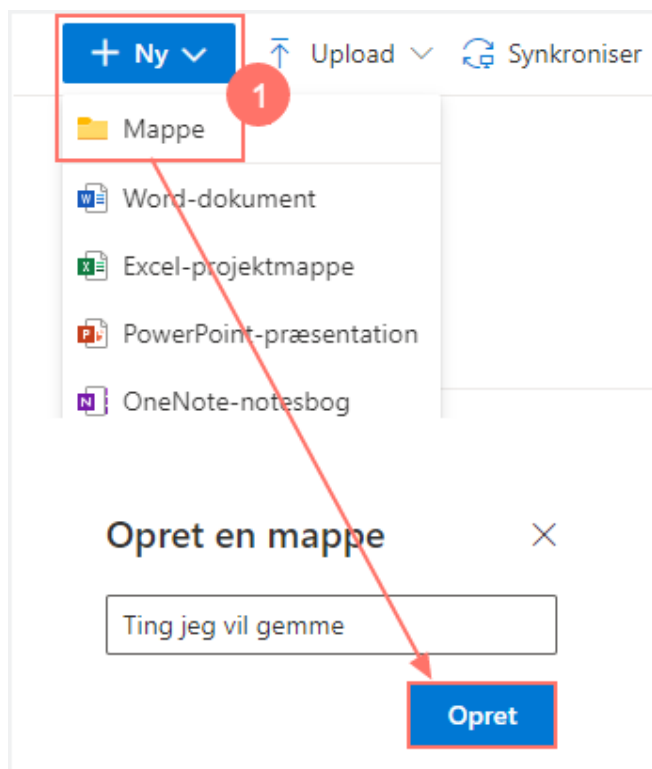 + Ny Upload Synkroniser
1
Mappe
Word-dokument
Excel-projektmappe
PowerPoint-præsentation
OneNote-notesbog
Opret en mappe
Ting jeg vil gemme
Opret